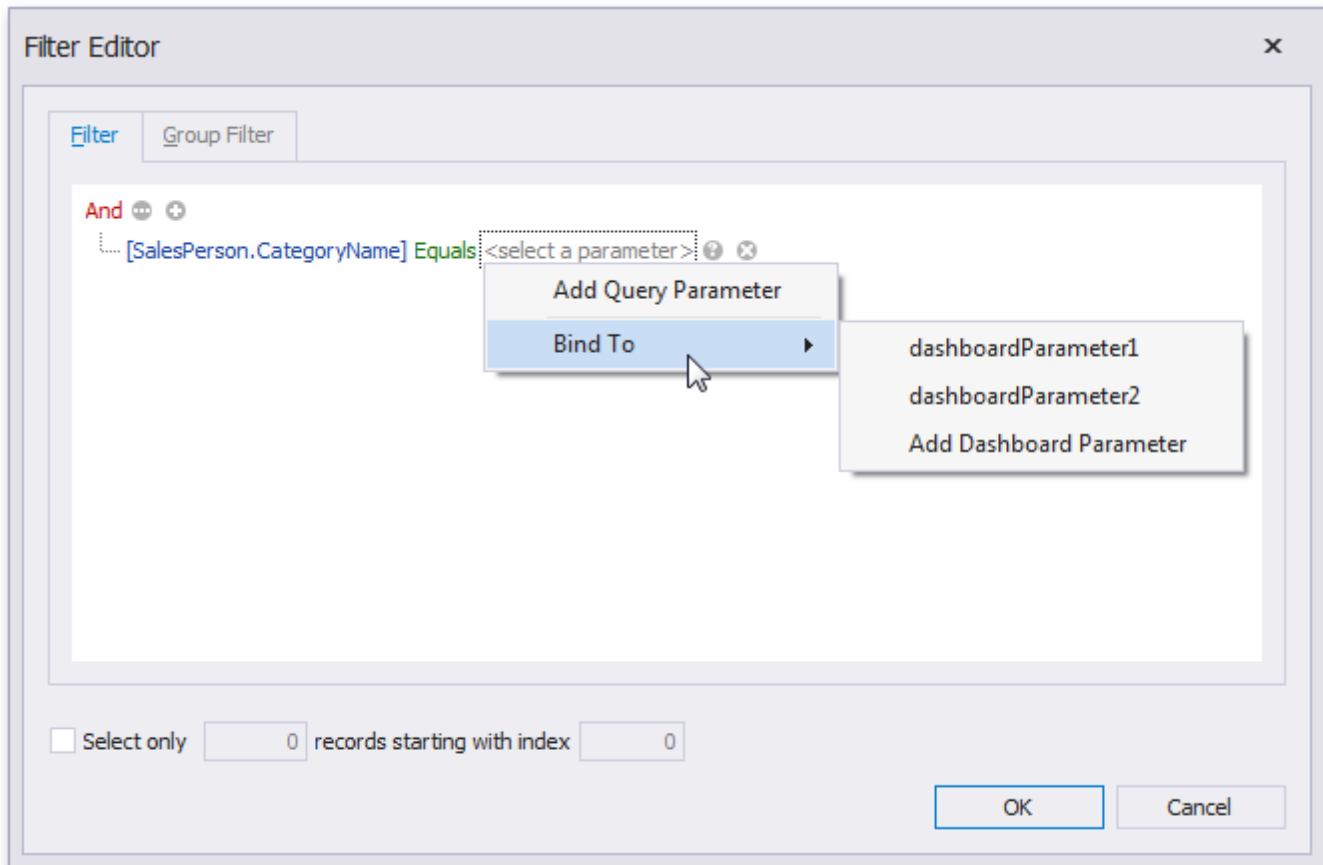 Filter Editor
Filter
Group Filter
And
[SalesPerson.CategoryName] Equals <select a parameter>
Add Query Parameter
Bind To
dashboardParameter1
dashboardParameter2
Add Dashboard Parameter
Select only 0 records starting with index 0
OK
Cancel